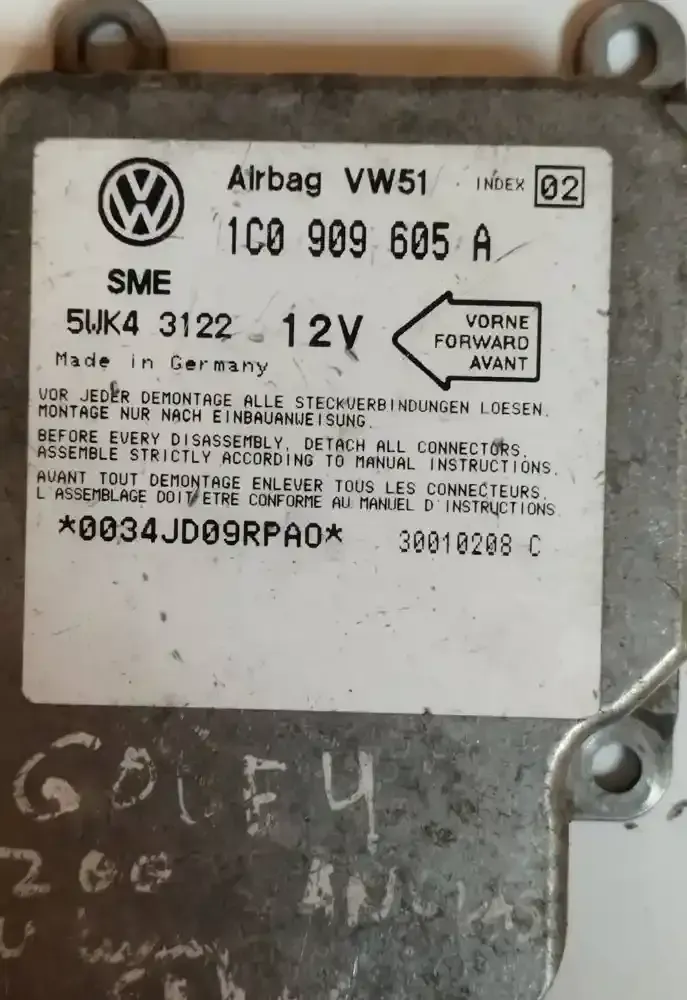 Airbag VW51 INDEX 02
1C0 909 605 A
SME
5WK4 3122 12V
Made in Germany
VORNE
FORWARD
AVANT
VOR JEDER DEMONTAGE ALLE STECKVERBINDUNGEN LOESEN.
MONTAGE NUR NACH EINBAUANWEISUNG.
BEFORE EVERY DISASSEMBLY, DETACH ALL CONNECTORS.
ASSEMBLE STRICTLY ACCORDING TO MANUAL INSTRUCTIONS.
AVANT TOUT DEMONTAGE ENLEVER TOUS LES CONNECTEURS.
L'ASSEMBLAGE DOIT ETRE CONFORME AU MANUEL D'INSTRUCTIONS
*0034JD09RPAO* 30010208 C
GOLF 4
200